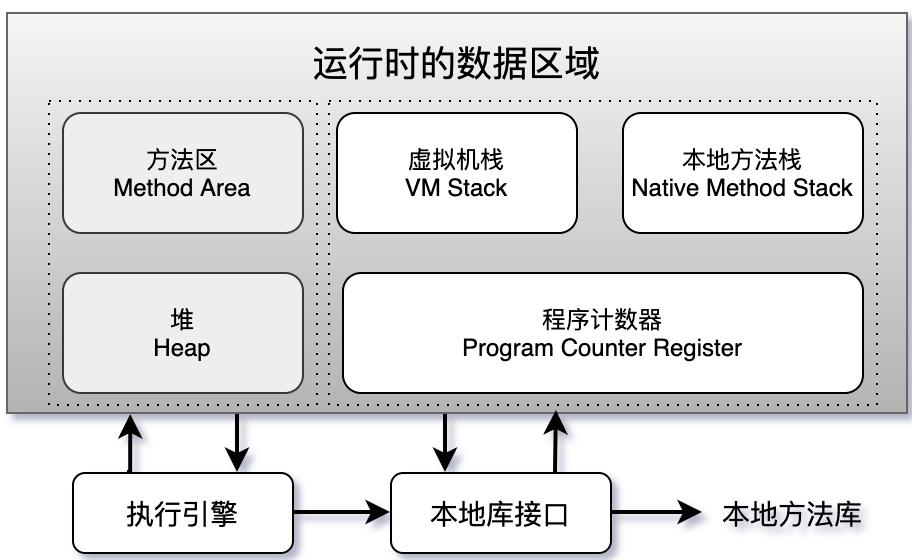 运行时的数据区域
方法区
Method Area
虚拟机栈
VM Stack
本地方法栈
Native Method Stack
堆
Heap
程序计数器
Program Counter Register
执行引擎
本地库接口
本地方法库